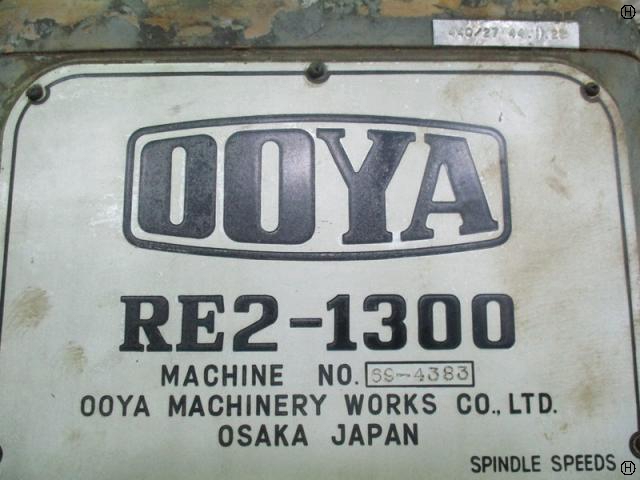 OOYA
RE2-1300
MACHINE NO. 69-4383
OOYA MACHINERY WORKS CO., LTD.
OSAKA JAPAN
SPINDLE SPEEDS